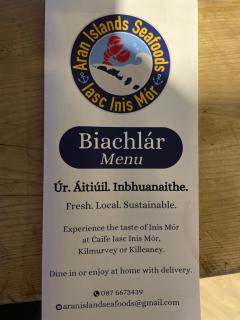 Aran Islands Seafoods
Iasc Inis Mór
Biachlár
Menu
Úr. Áitiúil. Inbhuanaithe.
Fresh. Local. Sustainable.
Experience the taste of Inis Mór
at Caife Iasc Inis Mór,
Kilmurvey or Killeaney.
Dine in or enjoy at home with delivery.
087 6673439
aranislandseafoods@gmail.com